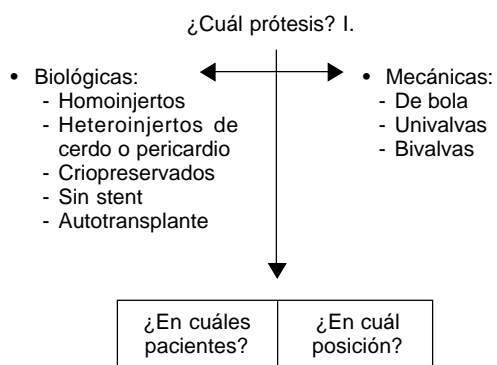 ¿Cuál prótesis? I.
• Biológicas:
- Homoinjertos
- Heteroinjertos de
cerdo o pericardio
- Criopreservados
- Sin stent
- Autotransplante
• Mecánicas:
- De bola
- Univalvas
- Bivalvas
¿En cuáles
pacientes?
¿En cuál
posición?